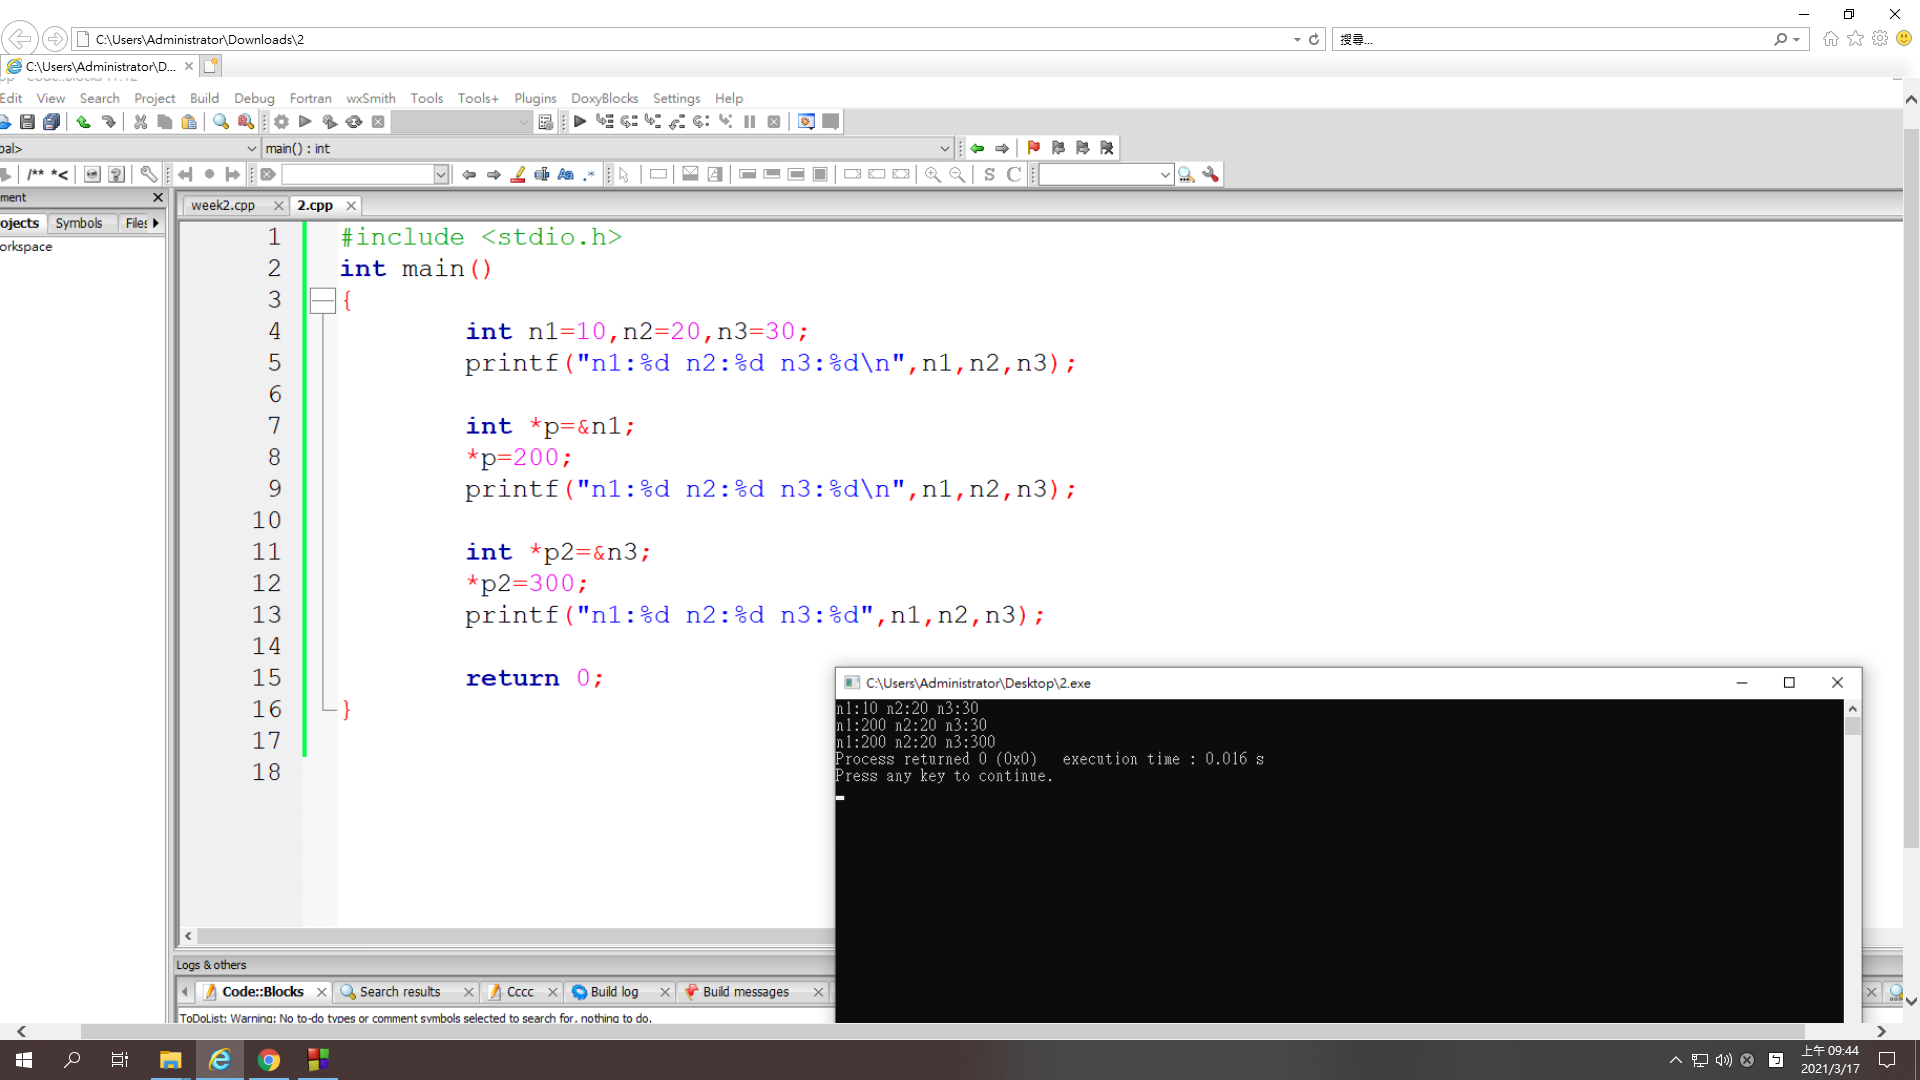 C:\Users\Administrator\Downloads\2
搜尋...
C:\Users\Administrator\D...
Edit View Search Project Build Debug Fortran wxSmith Tools Tools+ Plugins DoxyBlocks Settings Help
bal> main() : int
/** *<
S C
ment
ojects Symbols Files
orkspace
week2.cpp 2.cpp
1 #include <stdio.h>
2 int main()
3 {
4 int n1=10,n2=20,n3=30;
5 printf("n1:%d n2:%d n3:%d\n",n1,n2,n3);
6
7 int *p=&n1;
8 *p=200;
9 printf("n1:%d n2:%d n3:%d\n",n1,n2,n3);
10
11 int *p2=&n3;
12 *p2=300;
13 printf("n1:%d n2:%d n3:%d",n1,n2,n3);
14
15 return 0;
16 }
17
18
C:\Users\Administrator\Desktop\2.exe
n1:10 n2:20 n3:30
n1:200 n2:20 n3:30
n1:200 n2:20 n3:300
Process returned 0 (0x0) execution time : 0.016 s
Press any key to continue.
Logs & others
Code::Blocks Search results Cccc Build log Build messages
ToDoList: Warning: No to-do types or comment symbols selected to search for, nothing to do.
上午 09:44
2021/3/17